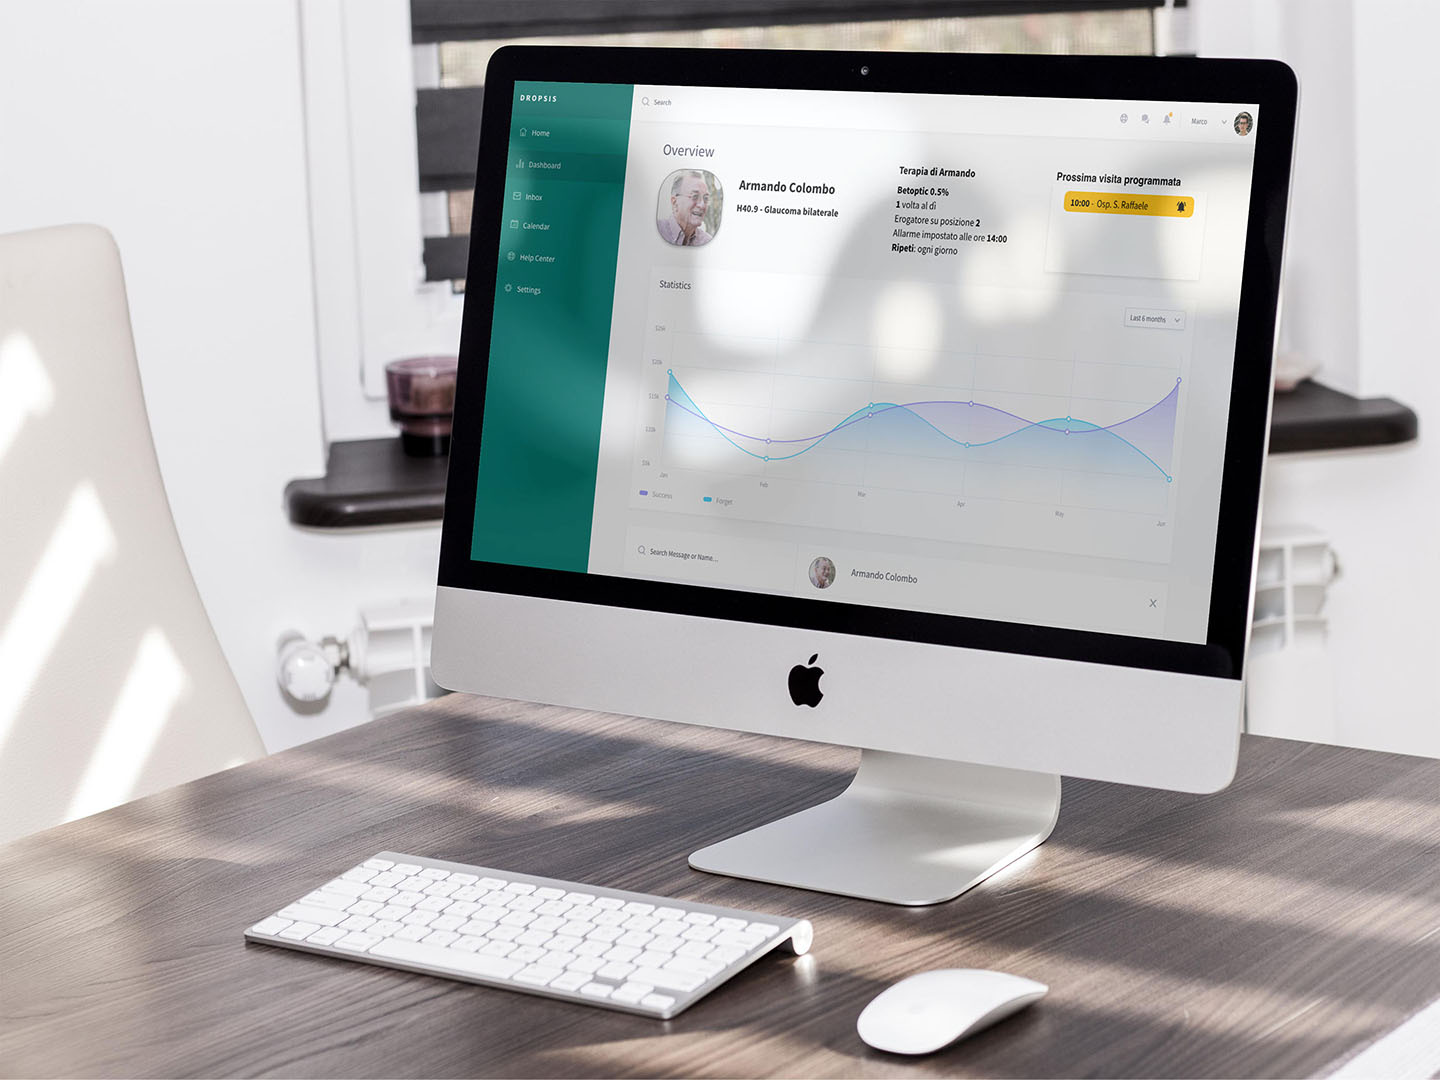 DROPSIS
Search
Marco
Home
Dashboard
Inbox
Calendar
Help Center
Settings
Overview
Armando Colombo
H40.9 - Glaucoma bilaterale
Terapia di Armando
Betoptic 0.5%
1 volta al dì
Erogatore su posizione 2
Allarme impostato alle ore 14:00
Ripeti: ogni giorno
Prossima visita programmata
10:00 - Osp. S. Raffaele
Statistics
Last 6 months
$25k
$20k
$15k
$10k
$5k
Jan
Feb
Mar
Apr
May
Jun
Success
Forget
Search Message or Name...
Armando Colombo